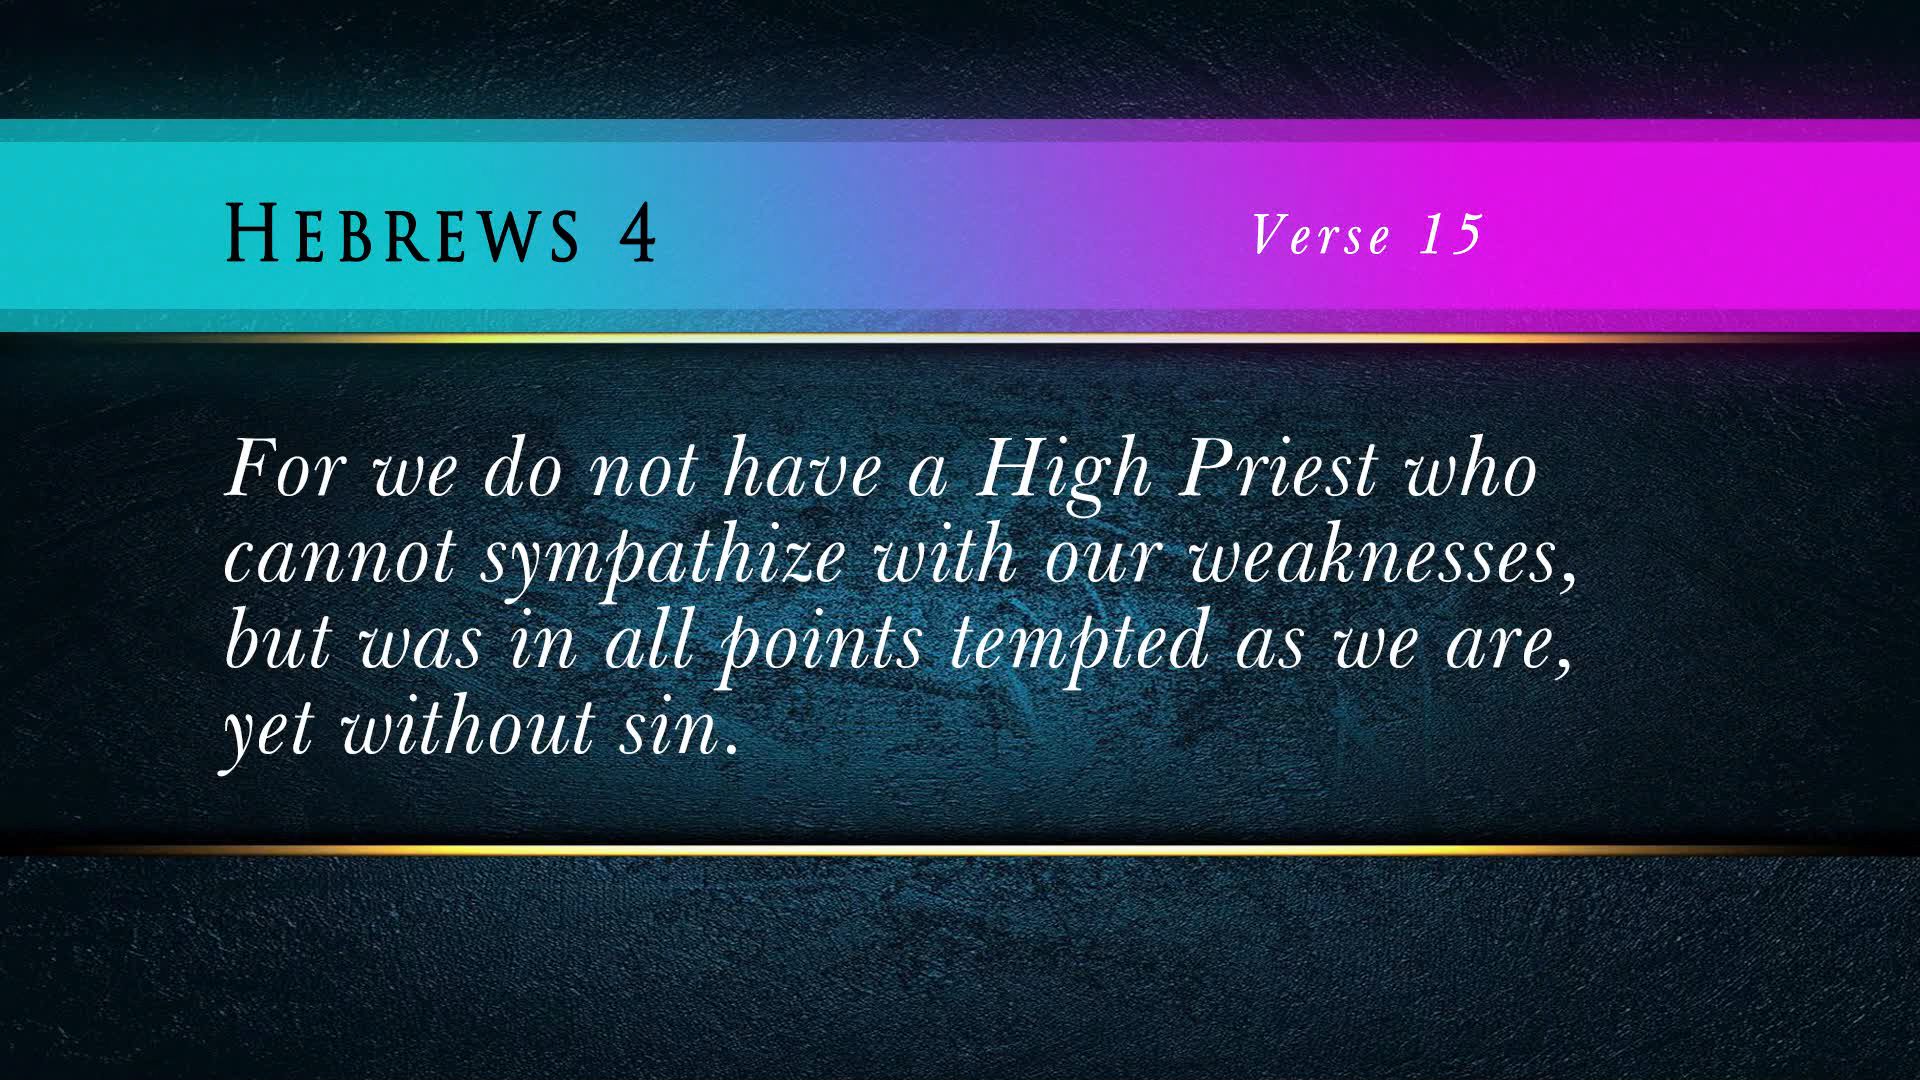 Hebrews 4
Verse 15
For we do not have a High Priest who
cannot sympathize with our weaknesses,
but was in all points tempted as we are,
yet without sin.